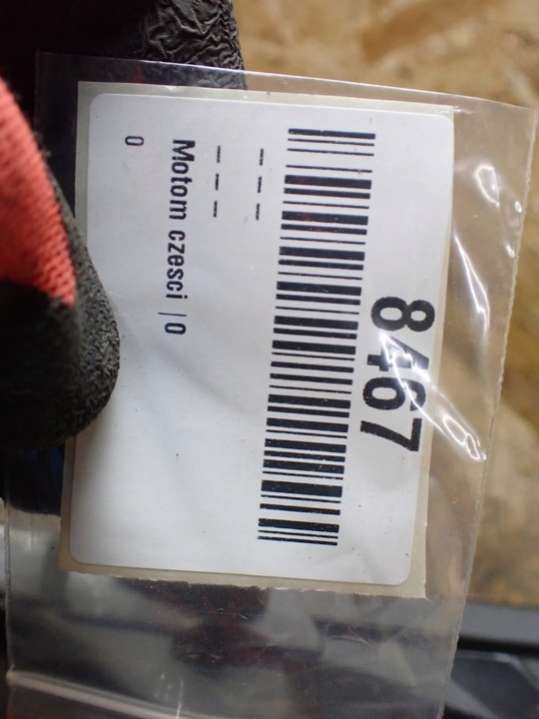 8467
---
---
Motom czesci | 0
0